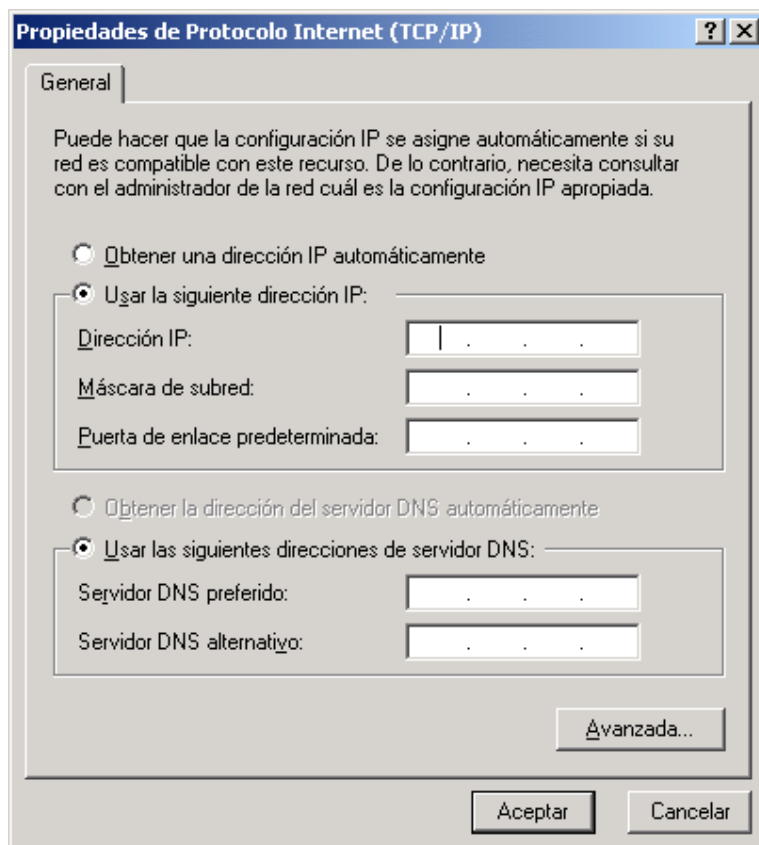 Propiedades de Protocolo Internet (TCP/IP)
General
Puede hacer que la configuración IP se asigne automáticamente si su
red es compatible con este recurso. De lo contrario, necesita consultar
con el administrador de la red cuál es la configuración IP apropiada.
Obtener una dirección IP automáticamente
Usar la siguiente dirección IP:
Dirección IP:
Máscara de subred:
Puerta de enlace predeterminada:
Obtener la dirección del servidor DNS automáticamente
Usar las siguientes direcciones de servidor DNS:
Servidor DNS preferido:
Servidor DNS alternativo:
Avanzada...
Aceptar Cancelar